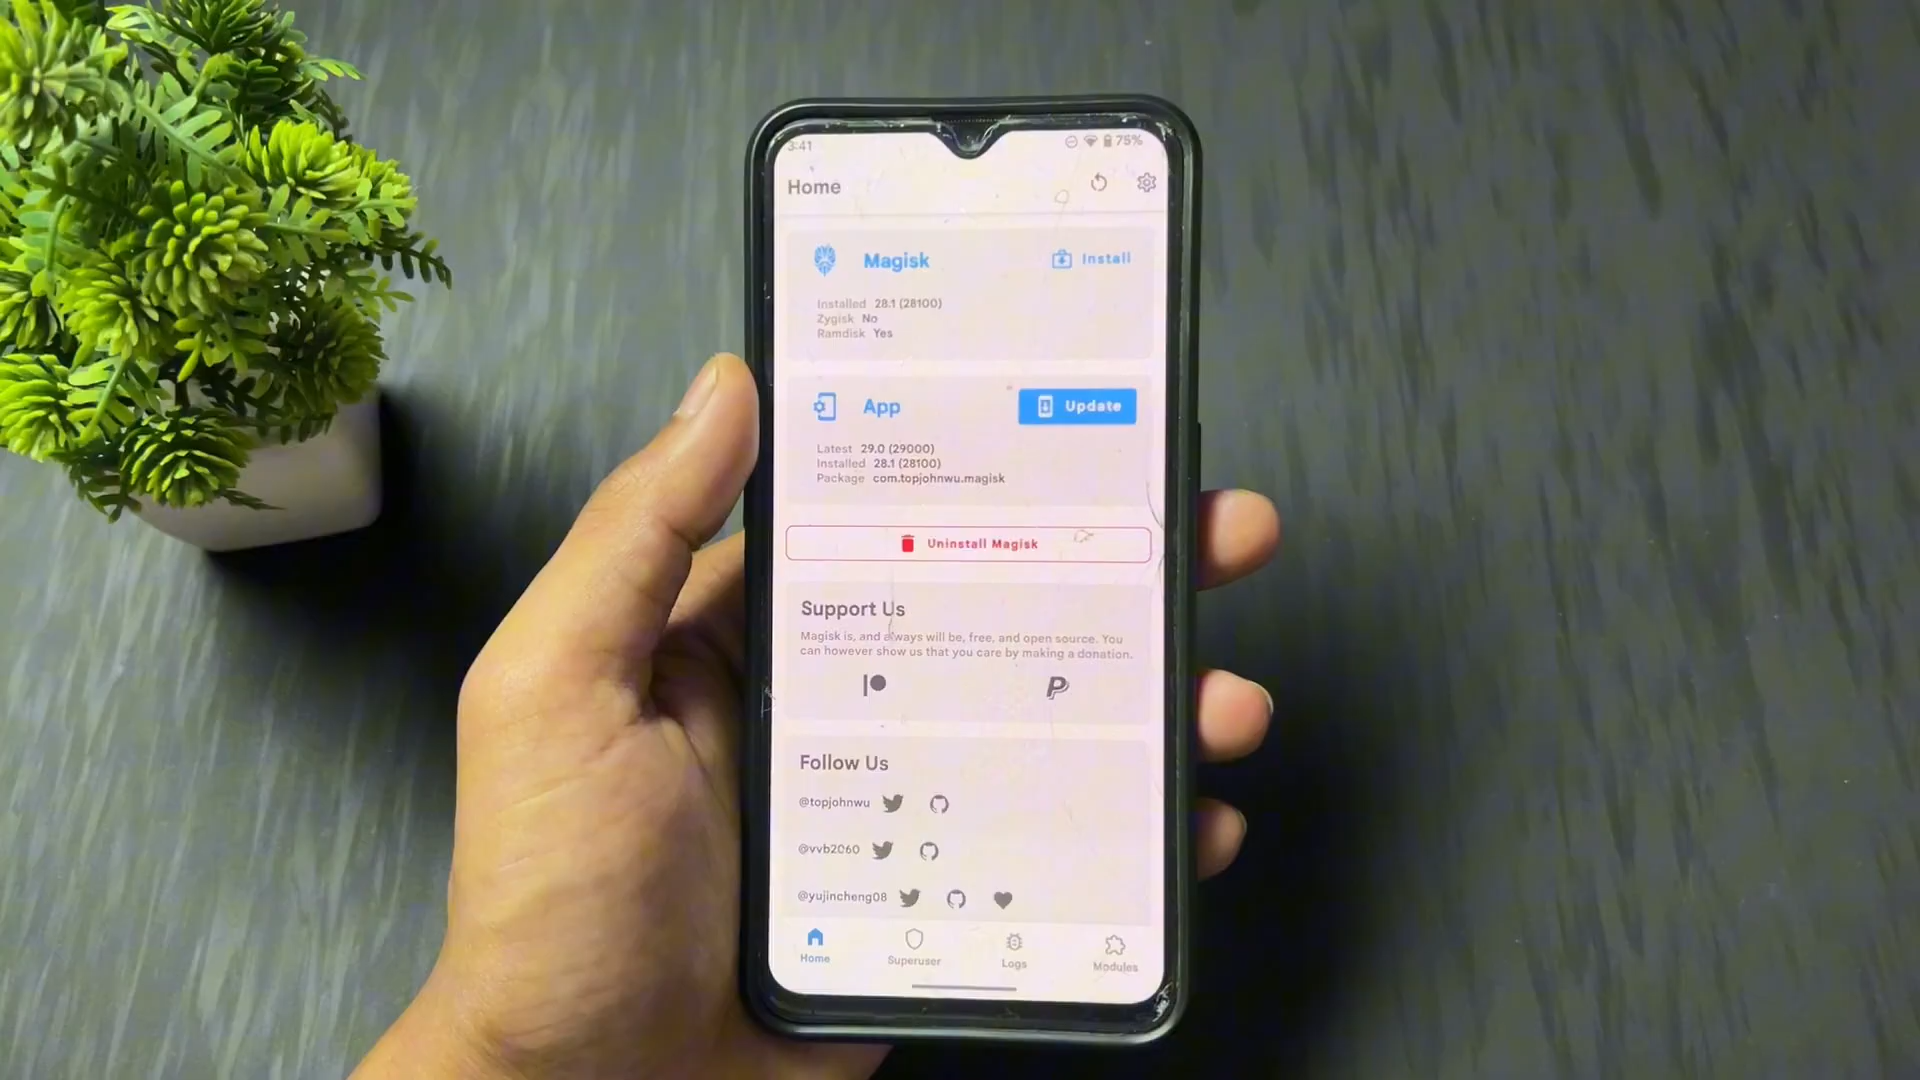 3:41
75%
Home
Magisk
Install
Installed 28.1 (28100)
Zygisk No
Ramdisk Yes
App
Update
Latest 29.0 (29000)
Installed 28.1 (28100)
Package com.topjohnwu.magisk
Uninstall Magisk
Support Us
Magisk is, and always will be, free, and open source. You
can however show us that you care by making a donation.
Follow Us
@topjohnwu
@vvb2060
@yujincheng08
Home
Superuser
Logs
Modules